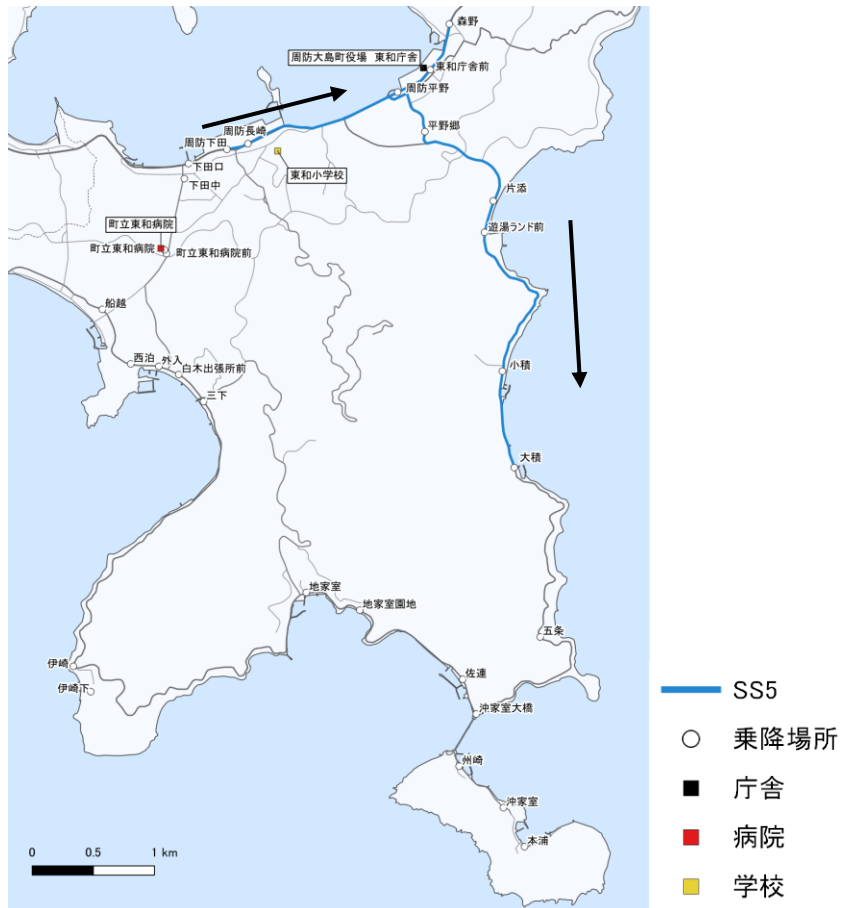 森野
周防大島町役場 東和庁舎
東和庁舎前
周防平野
周防長崎
平野郷
周防下田
下田口
東和小学校
下田中
片添
町立東和病院
遊湯ランド前
町立東和病院
町立東和病院前
船越
西泊
外入
白木出張所前
小積
三下
大積
地家室
地家室園地
五条
伊崎
佐連
伊崎下
沖家室大橋
州崎
沖家室
本浦
0 0.5 1 km
SS5
乗降場所
庁舎
病院
学校